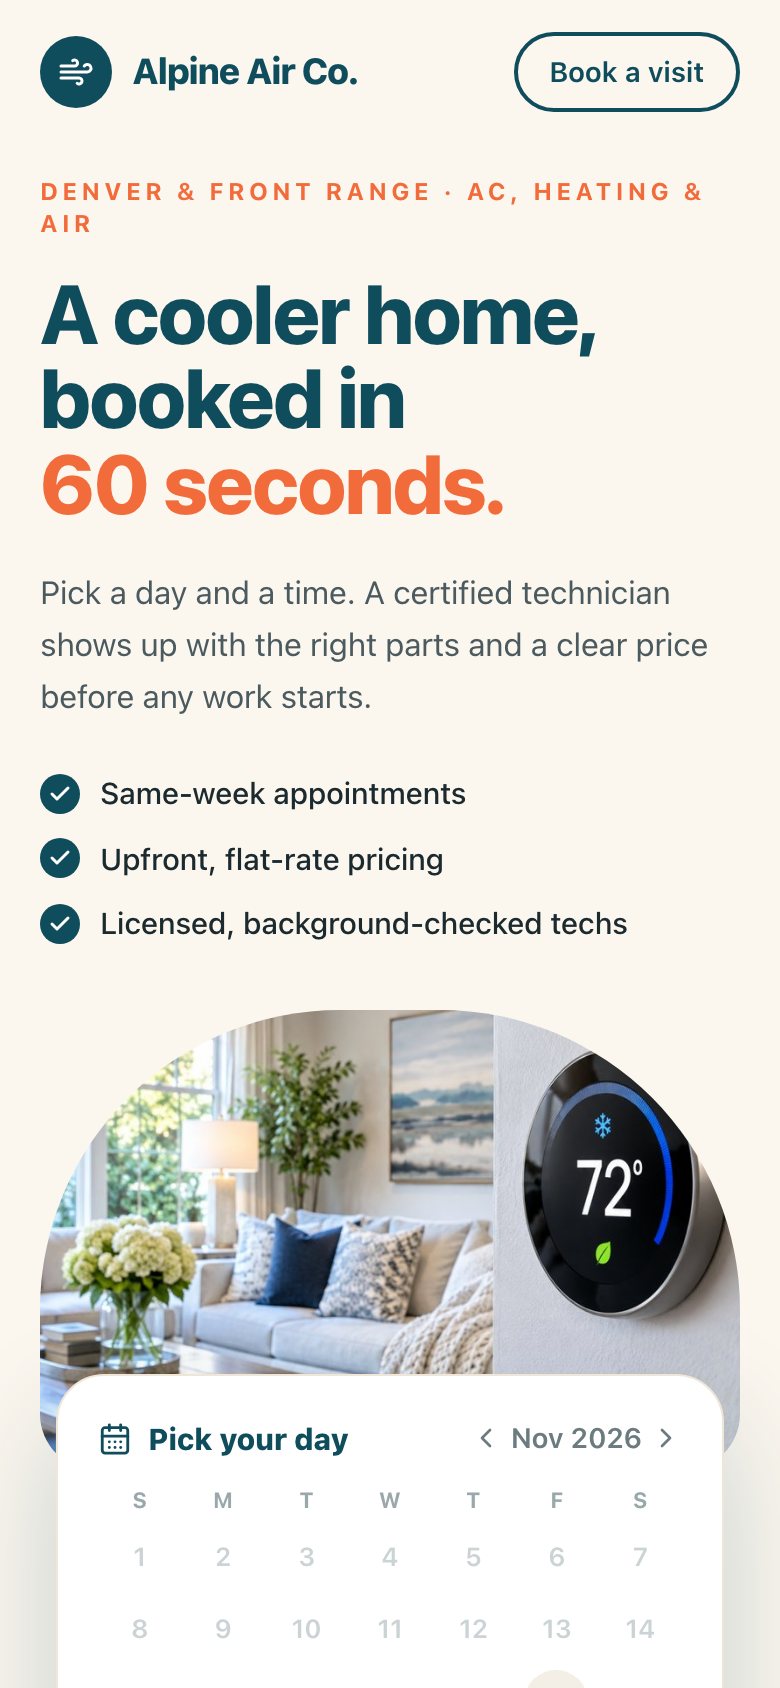 Alpine Air Co.
Book a visit
DENVER & FRONT RANGE · AC, HEATING &
AIR
A cooler home,
booked in
60 seconds.
Pick a day and a time. A certified technician
shows up with the right parts and a clear price
before any work starts.
Same-week appointments
Upfront, flat-rate pricing
Licensed, background-checked techs
72°
Pick your day
Nov 2026
S M T W T F S
1 2 3 4 5 6 7
8 9 10 11 12 13 14